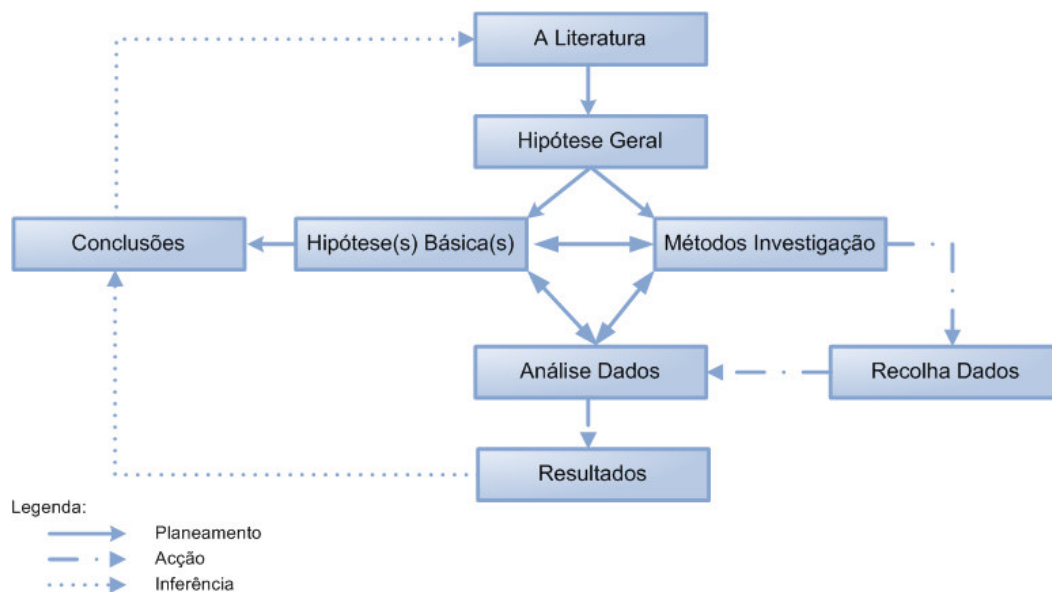 A Literatura
Hipótese Geral
Conclusões
Hipótese(s) Básica(s)
Métodos Investigação
Análise Dados
Recolha Dados
Resultados
Legenda:
Planeamento
Acção
Inferência